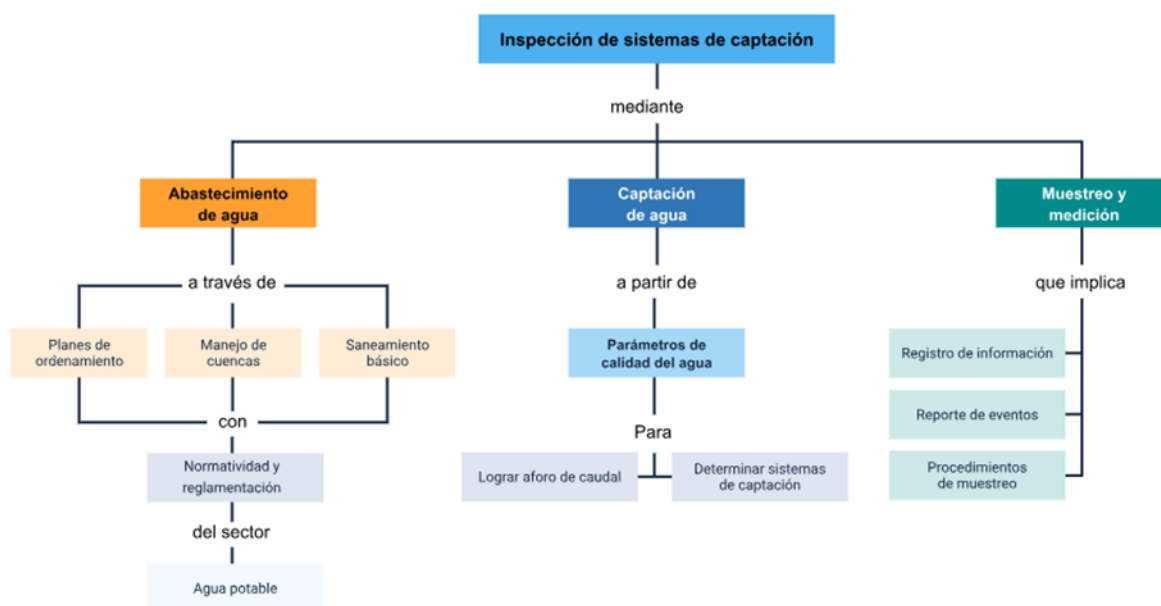 Inspección de sistemas de captación
mediante
Abastecimiento
de agua
Captación
de agua
Muestreo y
medición
a través de
a partir de
que implica
Planes de
ordenamiento
Manejo de
cuencas
Saneamiento
básico
Parámetros de
calidad del agua
Registro de información
Reporte de eventos
Procedimientos
de muestreo
con
Para
Normatividad y
reglamentación
Lograr aforo de caudal
Determinar sistemas
de captación
del sector
Agua potable